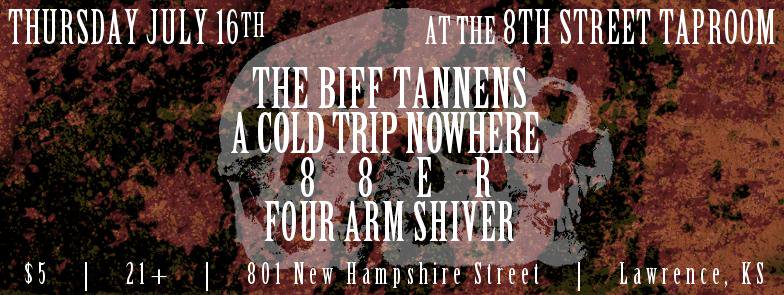 THURSDAY JULY 16TH AT THE 8TH STREET TAPROOM
THE BIFF TANNENS
A COLD TRIP NOWHERE
8 8 E R
FOUR ARM SHIVER
$5 | 21+ | 801 New Hampshire Street | Lawrence, KS